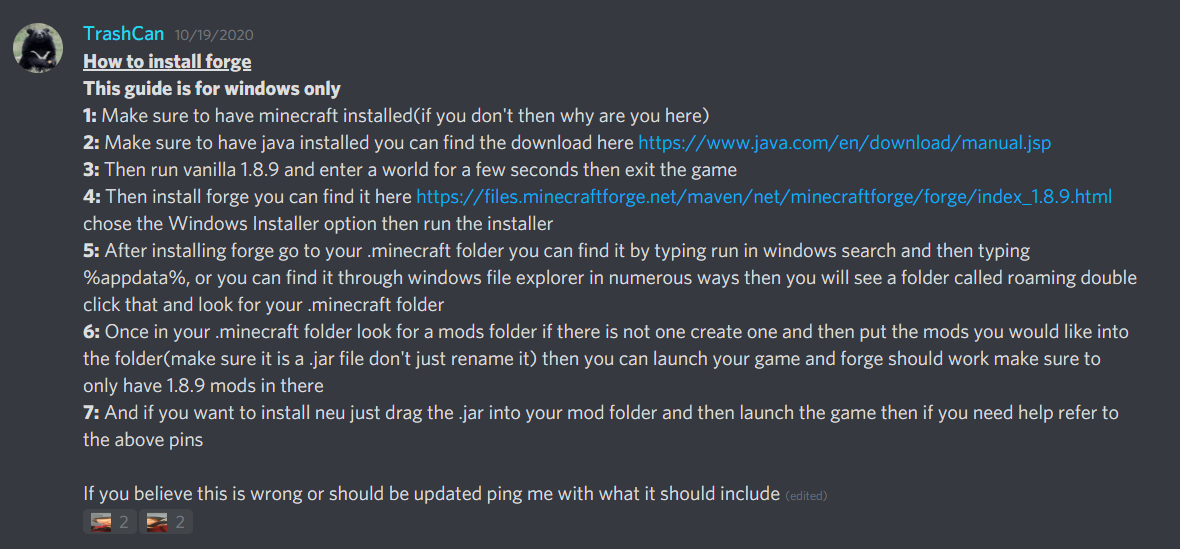 TrashCan 10/19/2020
How to install forge
This guide is for windows only
1: Make sure to have minecraft installed(if you don't then why are you here)
2: Make sure to have java installed you can find the download here https://www.java.com/en/download/manual.jsp
3: Then run vanilla 1.8.9 and enter a world for a few seconds then exit the game
4: Then install forge you can find it here https://files.minecraftforge.net/maven/net/minecraftforge/forge/index_1.8.9.html
chose the Windows Installer option then run the installer
5: After installing forge go to your .minecraft folder you can find it by typing run in windows search and then typing
%appdata%, or you can find it through windows file explorer in numerous ways then you will see a folder called roaming double
click that and look for your .minecraft folder
6: Once in your .minecraft folder look for a mods folder if there is not one create one and then put the mods you would like into
the folder(make sure it is a .jar file don't just rename it) then you can launch your game and forge should work make sure to
only have 1.8.9 mods in there
7: And if you want to install neu just drag the .jar into your mod folder and then launch the game then if you need help refer to
the above pins
If you believe this is wrong or should be updated ping me with what it should include (edited)
2 2